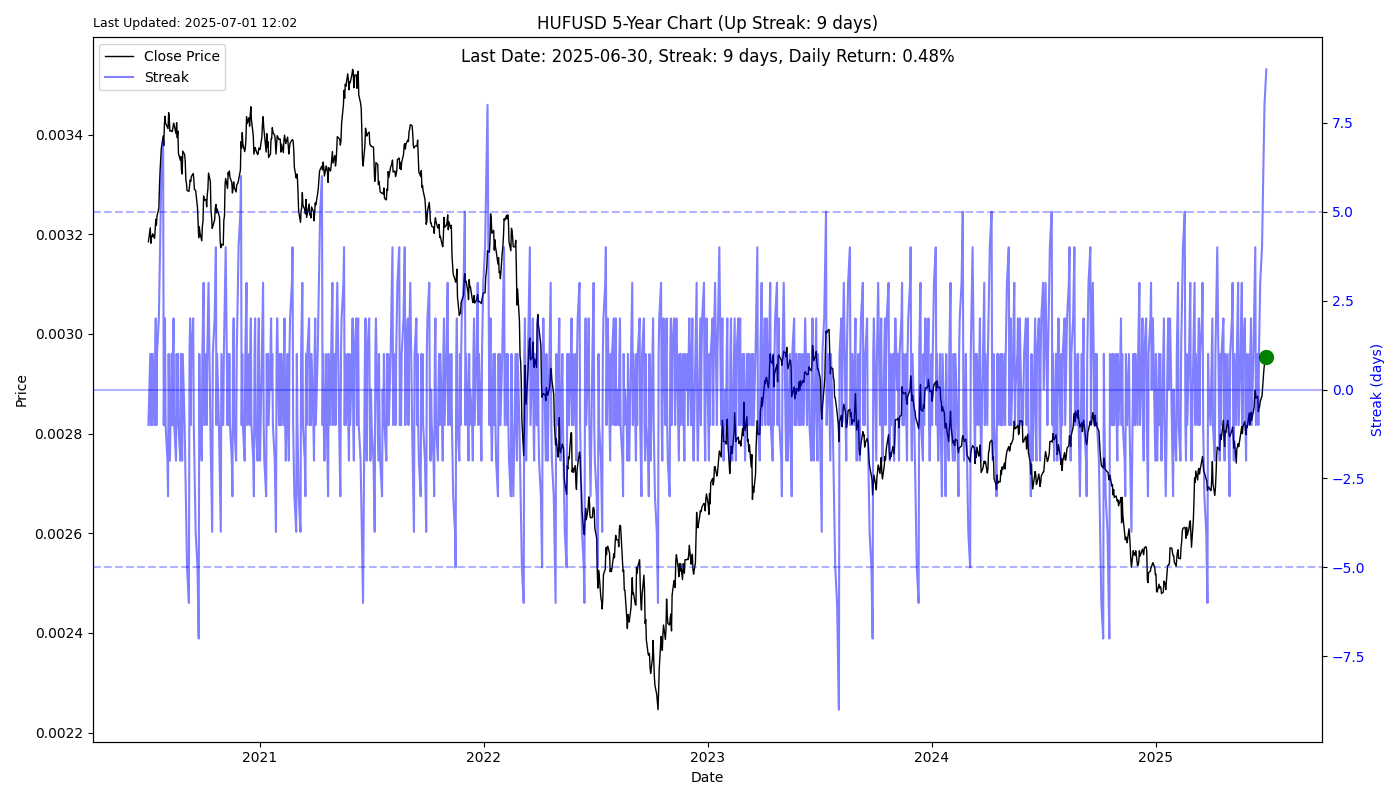 Last Updated: 2025-07-01 12:02
HUFUSD 5-Year Chart (Up Streak: 9 days)
Last Date: 2025-06-30, Streak: 9 days, Daily Return: 0.48%
Close Price
Streak
0.0034
0.0032
0.0030
0.0028
0.0026
0.0024
0.0022
Price
7.5
5.0
2.5
0.0
−2.5
−5.0
−7.5
Streak (days)
2021
2022
2023
2024
2025
Date